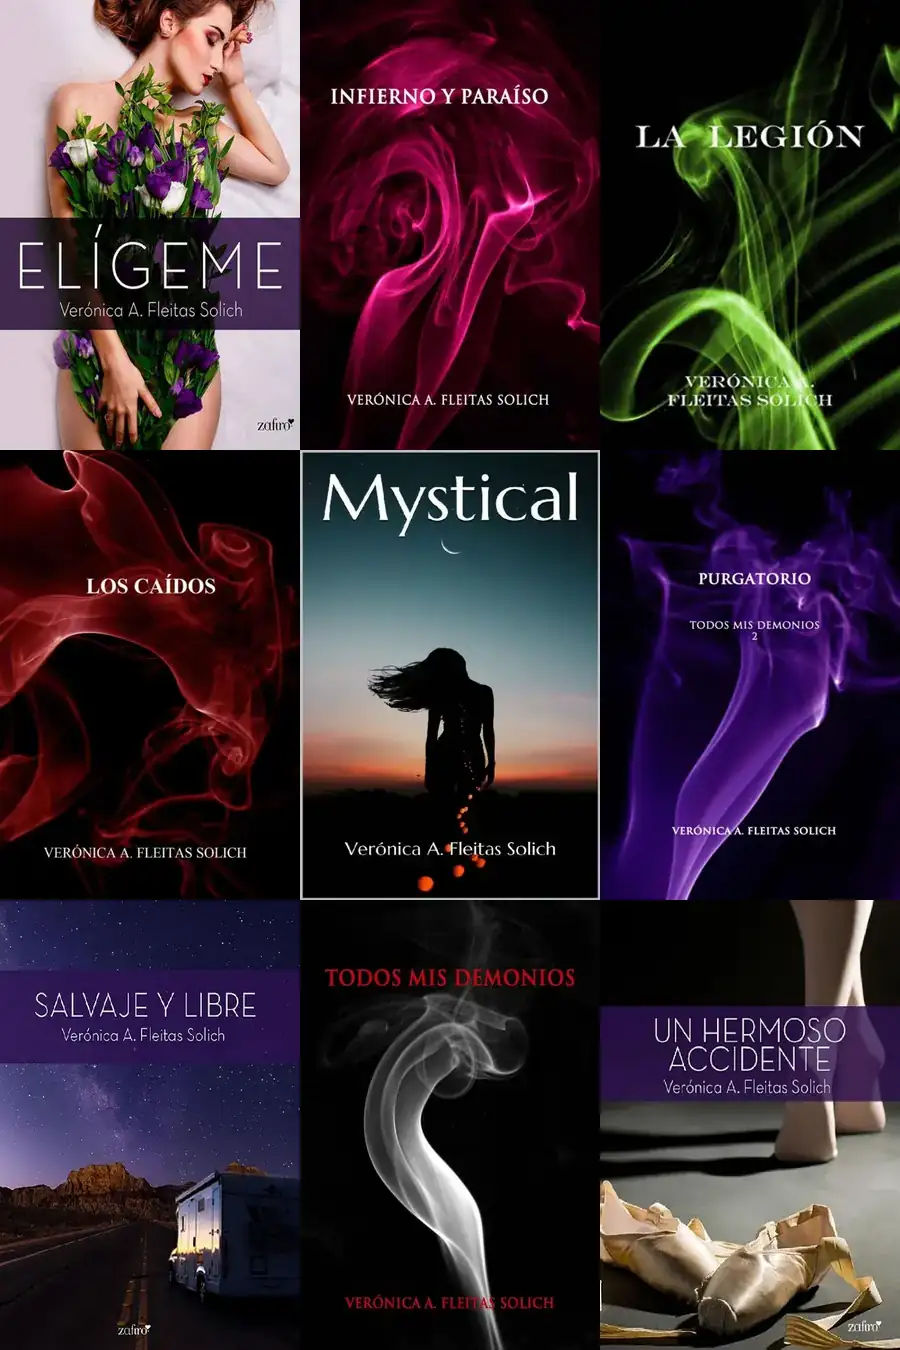 ELÍGEME
Verónica A. Fleitas Solich
zafiro
INFIERNO Y PARAÍSO
VERÓNICA A. FLEITAS SOLICH
LA LEGIÓN
VERÓNICA A.
FLEITAS SOLICH
LOS CAÍDOS
VERÓNICA A. FLEITAS SOLICH
Mystical
Verónica A. Fleitas Solich
PURGATORIO
TODOS MIS DEMONIOS
2
VERÓNICA A. FLEITAS SOLICH
SALVAJE Y LIBRE
Verónica A. Fleitas Solich
zafiro
TODOS MIS DEMONIOS
VERÓNICA A. FLEITAS SOLICH
UN HERMOSO
ACCIDENTE
Verónica A. Fleitas Solich
zafiro